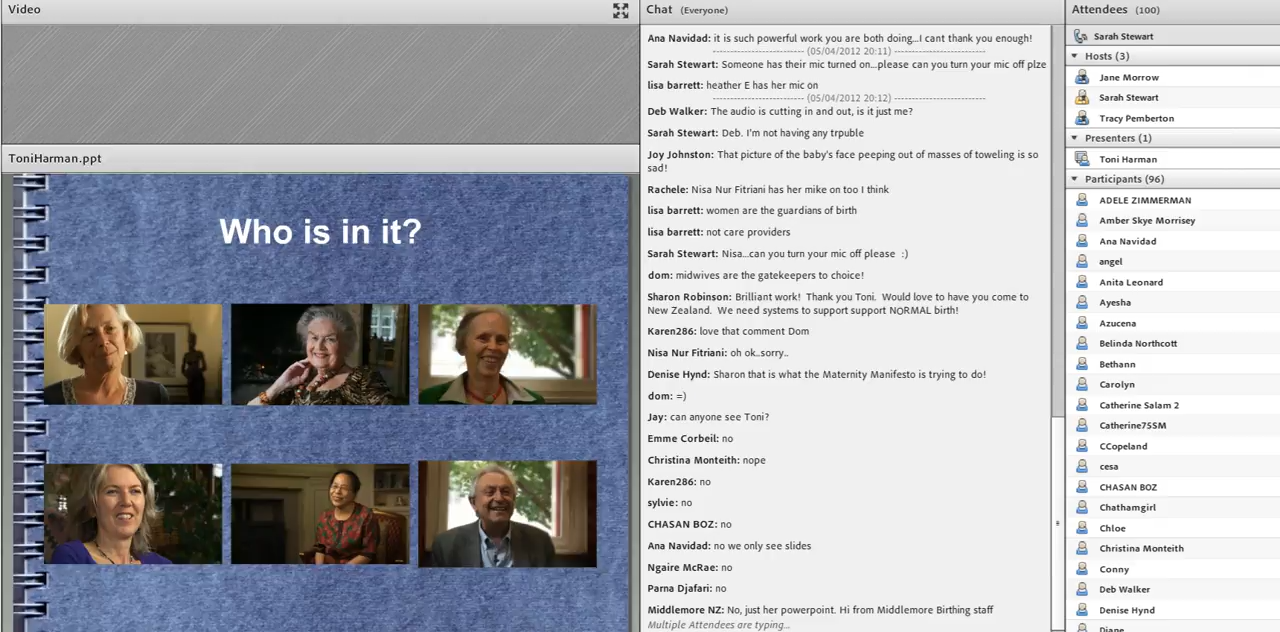 Video
ToniHarman.ppt
Who is in it?
Chat (Everyone)
Ana Navidad: it is such powerful work you are both doing...I cant thank you enough!
------------------------ (05/04/2012 20:11) ------------------------
Sarah Stewart: Someone has their mic turned on...please can you turn your mic off plze
lisa barrett: heather E has her mic on
------------------------ (05/04/2012 20:12) ------------------------
Deb Walker: The audio is cutting in and out, is it just me?
Sarah Stewart: Deb. I'm not having any trpuble
Joy Johnston: That picture of the baby's face peeping out of masses of toweling is so
sad!
Rachele: Nisa Nur Fitriani has her mike on too I think
lisa barrett: women are the guardians of birth
lisa barrett: not care providers
Sarah Stewart: Nisa...can you turn your mic off please :)
dom: midwives are the gatekeepers to choice!
Sharon Robinson: Brilliant work! Thank you Toni. Would love to have you come to
New Zealand. We need systems to support support NORMAL birth!
Karen286: love that comment Dom
Nisa Nur Fitriani: oh ok..sorry..
Denise Hynd: Sharon that is what the Maternity Manifesto is trying to do!
dom: =)
Jay: can anyone see Toni?
Emme Corbeil: no
Christina Monteith: nope
Karen286: no
sylvie: no
CHASAN BOZ: no
Ana Navidad: no we only see slides
Ngaire McRae: no
Parna Djafari: no
Middlemore NZ: No, just her powerpoint. Hi from Middlemore Birthing staff
Multiple Attendees are typing...
Attendees (100)
Sarah Stewart
Hosts (3)
Jane Morrow
Sarah Stewart
Tracy Pemberton
Presenters (1)
Toni Harman
Participants (96)
ADELE ZIMMERMAN
Amber Skye Morrisey
Ana Navidad
angel
Anita Leonard
Ayesha
Azucena
Belinda Northcott
Bethann
Carolyn
Catherine Salam 2
Catherine75SM
CCopeland
cesa
CHASAN BOZ
Chathamgirl
Chloe
Christina Monteith
Conny
Deb Walker
Denise Hynd
Diane